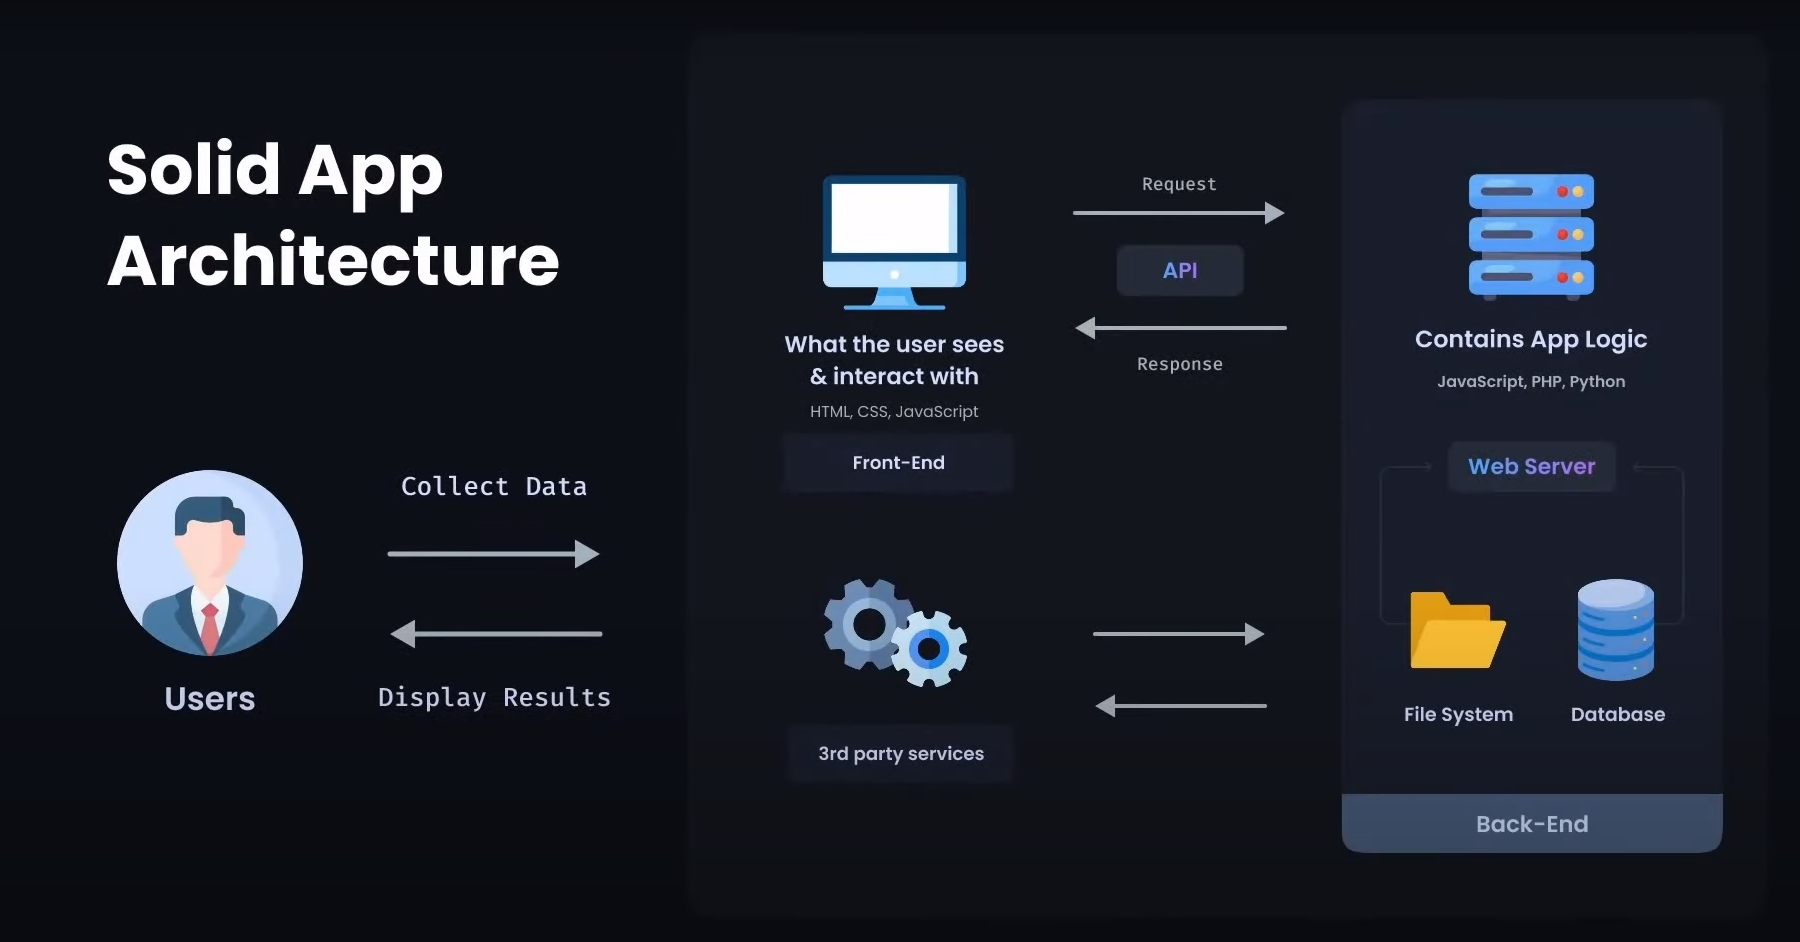 Solid App
Architecture
Collect Data
Display Results
Users
What the user sees
& interact with
HTML, CSS, JavaScript
Front-End
3rd party services
Request
API
Response
Contains App Logic
JavaScript, PHP, Python
Web Server
File System
Database
Back-End